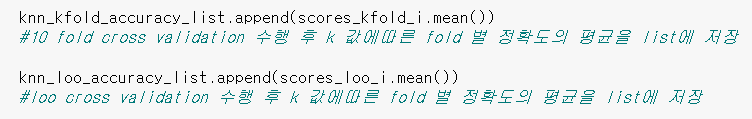 knn_kfold_accuracy_list.append(scores_kfold_i.mean())
#10 fold cross validation 수행 후 k 값에따른 fold 별 정확도의 평균을 list에 저장
knn_loo_accuracy_list.append(scores_loo_i.mean())
#loo cross validation 수행 후 k 값에따른 fold 별 정확도의 평균을 list에 저장